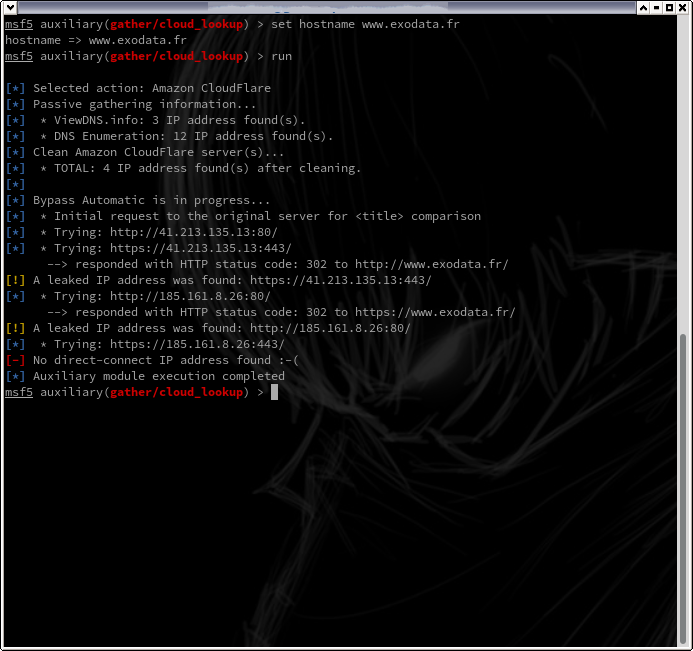 msf5 auxiliary(gather/cloud_lookup) > set hostname www.exodata.fr
hostname => www.exodata.fr
msf5 auxiliary(gather/cloud_lookup) > run
[*] Selected action: Amazon CloudFlare
[*] Passive gathering information...
[*]  * ViewDNS.info: 3 IP address found(s).
[*]  * DNS Enumeration: 12 IP address found(s).
[*] Clean Amazon CloudFlare server(s)...
[*]  * TOTAL: 4 IP address found(s) after cleaning.
[*]
[*] Bypass Automatic is in progress...
[*]  * Initial request to the original server for <title> comparison
[*]  * Trying: http://41.213.135.13:80/
[*]  * Trying: https://41.213.135.13:443/
      --> responded with HTTP status code: 302 to http://www.exodata.fr/
[!] A leaked IP address was found: https://41.213.135.13:443/
[*]  * Trying: http://185.161.8.26:80/
      --> responded with HTTP status code: 302 to https://www.exodata.fr/
[!] A leaked IP address was found: http://185.161.8.26:80/
[*]  * Trying: https://185.161.8.26:443/
[-] No direct-connect IP address found :-(
[*] Auxiliary module execution completed
msf5 auxiliary(gather/cloud_lookup) >